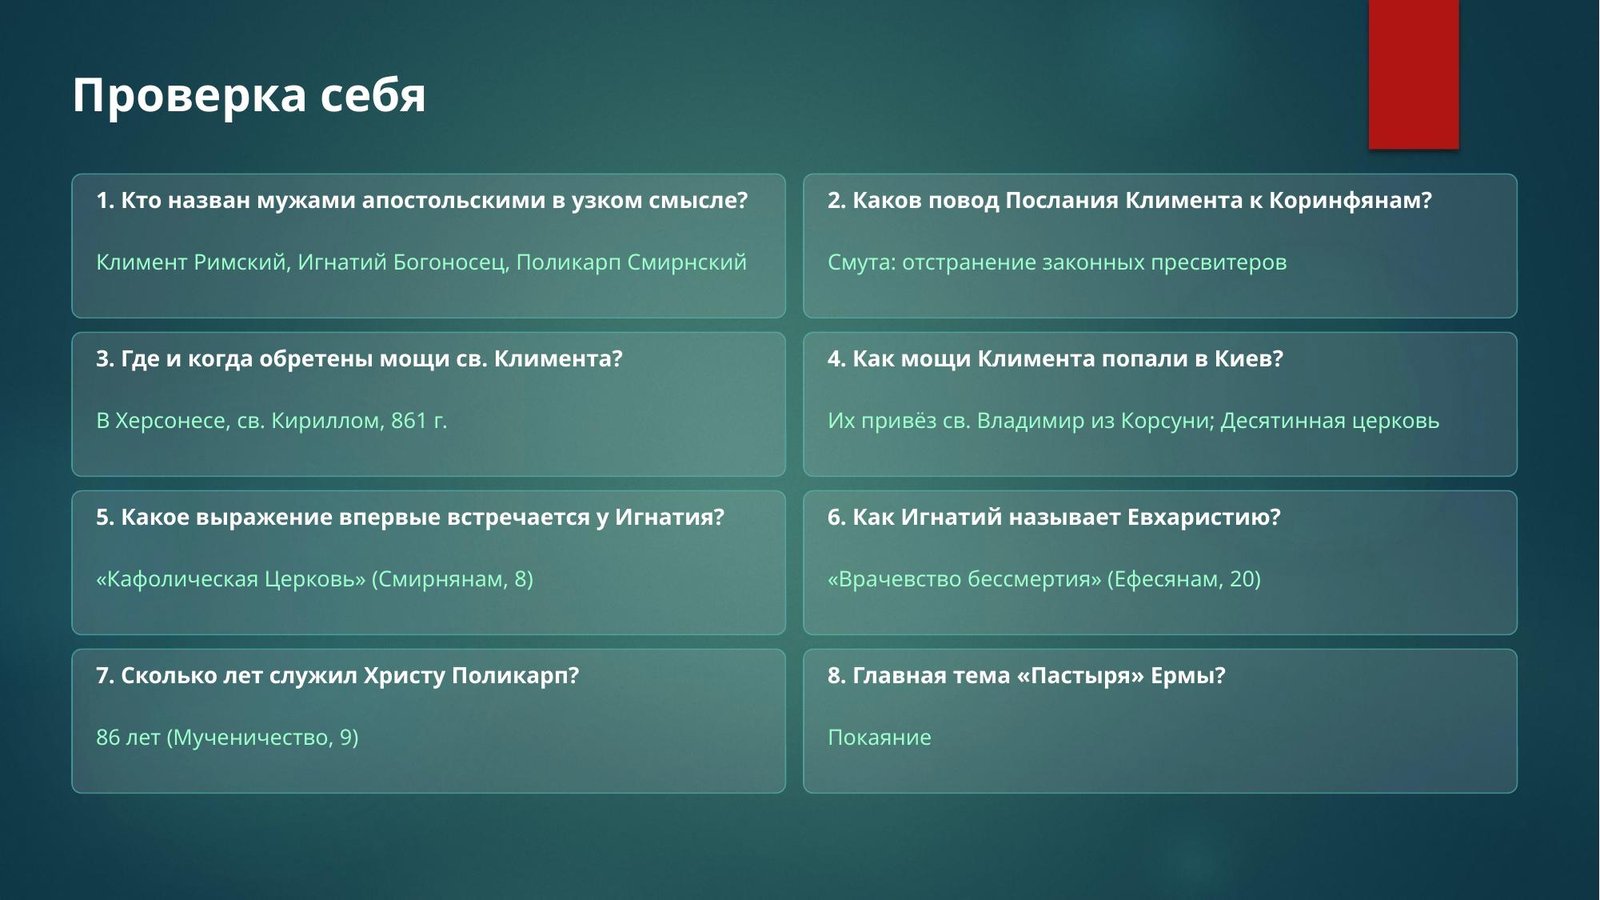 Проверка себя
1. Кто назван мужами апостольскими в узком смысле?
Климент Римский, Игнатий Богоносец, Поликарп Смирнский
2. Каков повод Послания Климента к Коринфянам?
Смута: отстранение законных пресвитеров
3. Где и когда обретены мощи св. Климента?
В Херсонесе, св. Кириллом, 861 г.
4. Как мощи Климента попали в Киев?
Их привёз св. Владимир из Корсуни; Десятинная церковь
5. Какое выражение впервые встречается у Игнатия?
«Кафолическая Церковь» (Смирнянам, 8)
6. Как Игнатий называет Евхаристию?
«Врачевство бессмертия» (Ефесянам, 20)
7. Сколько лет служил Христу Поликарп?
86 лет (Мученичество, 9)
8. Главная тема «Пастыря» Ермы?
Покаяние